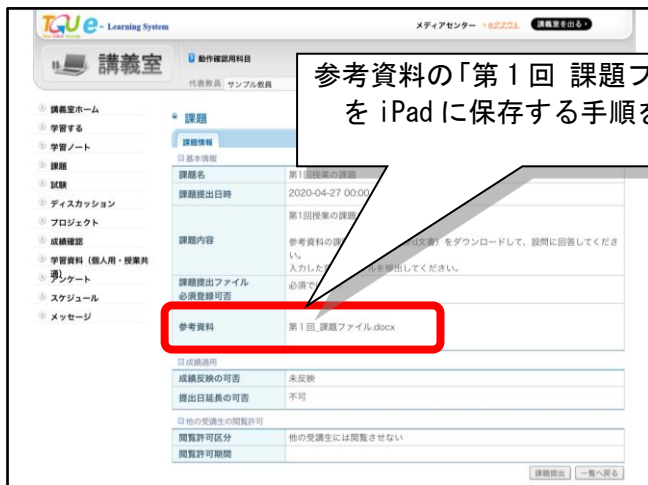 TGU e- Learning System
メディアセンター
ログアウト
講義室を出る
講義室
動作確認用科目
代表教員 サンプル教員
参考資料の「第1回 課題フ
を iPadに保存する手順を
講義室ホーム
学習する
学習ノート
課題
試験
ディスカッション
プロジェクト
成績確認
学習資料(個人用・授業共
通)
アンケート
スケジュール
メッセージ
課題
課題情報
基本情報
課題名 第1回授業の課題
課題提出日時 2020-04-27 00:00
課題内容
第1回授業の課題
参考資料の課 文書)をダウンロードして、設問に回答してくださ
い。
入力した を提出してください。
課題提出ファイル
必須登録可否
必須で
参考資料 第1回_課題ファイル.docx
成績適用
成績反映の可否 未反映
提出日延長の可否 不可
他の受講生の閲覧許可
閲覧許可区分 他の受講生には閲覧させない
閲覧許可期間
課題提出 一覧へ戻る